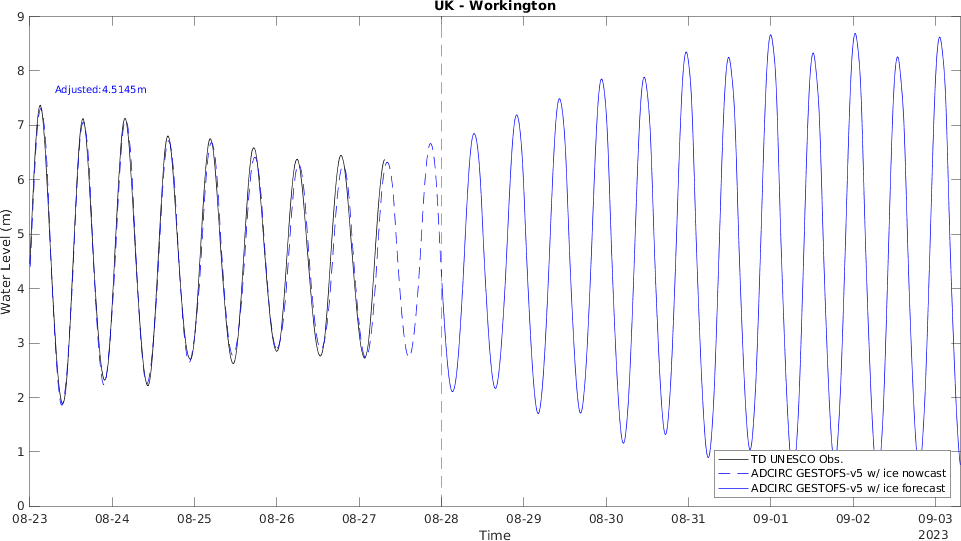 UK - Workington
9
8
7
6
5
4
3
2
1
0
Water Level (m)
Adjusted:4.5145m
TD UNESCO Obs.
ADCIRC GESTOFS-v5 w/ ice nowcast
ADCIRC GESTOFS-v5 w/ ice forecast
08-23 08-24 08-25 08-26 08-27 08-28 08-29 08-30 08-31 09-01 09-02 09-03
Time
2023